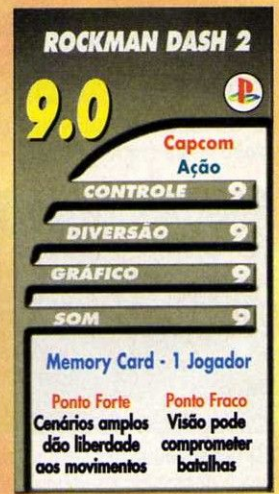 ROCKMAN DASH 2
9.0
Capcom
Ação
CONTROLE 9
DIVERSÃO 9
GRÁFICO 9
SOM 9
Memory Card - 1 Jogador
Ponto Forte
Cenários amplos
dão liberdade
aos movimentos
Ponto Fraco
Visão pode
comprometer
batalhas